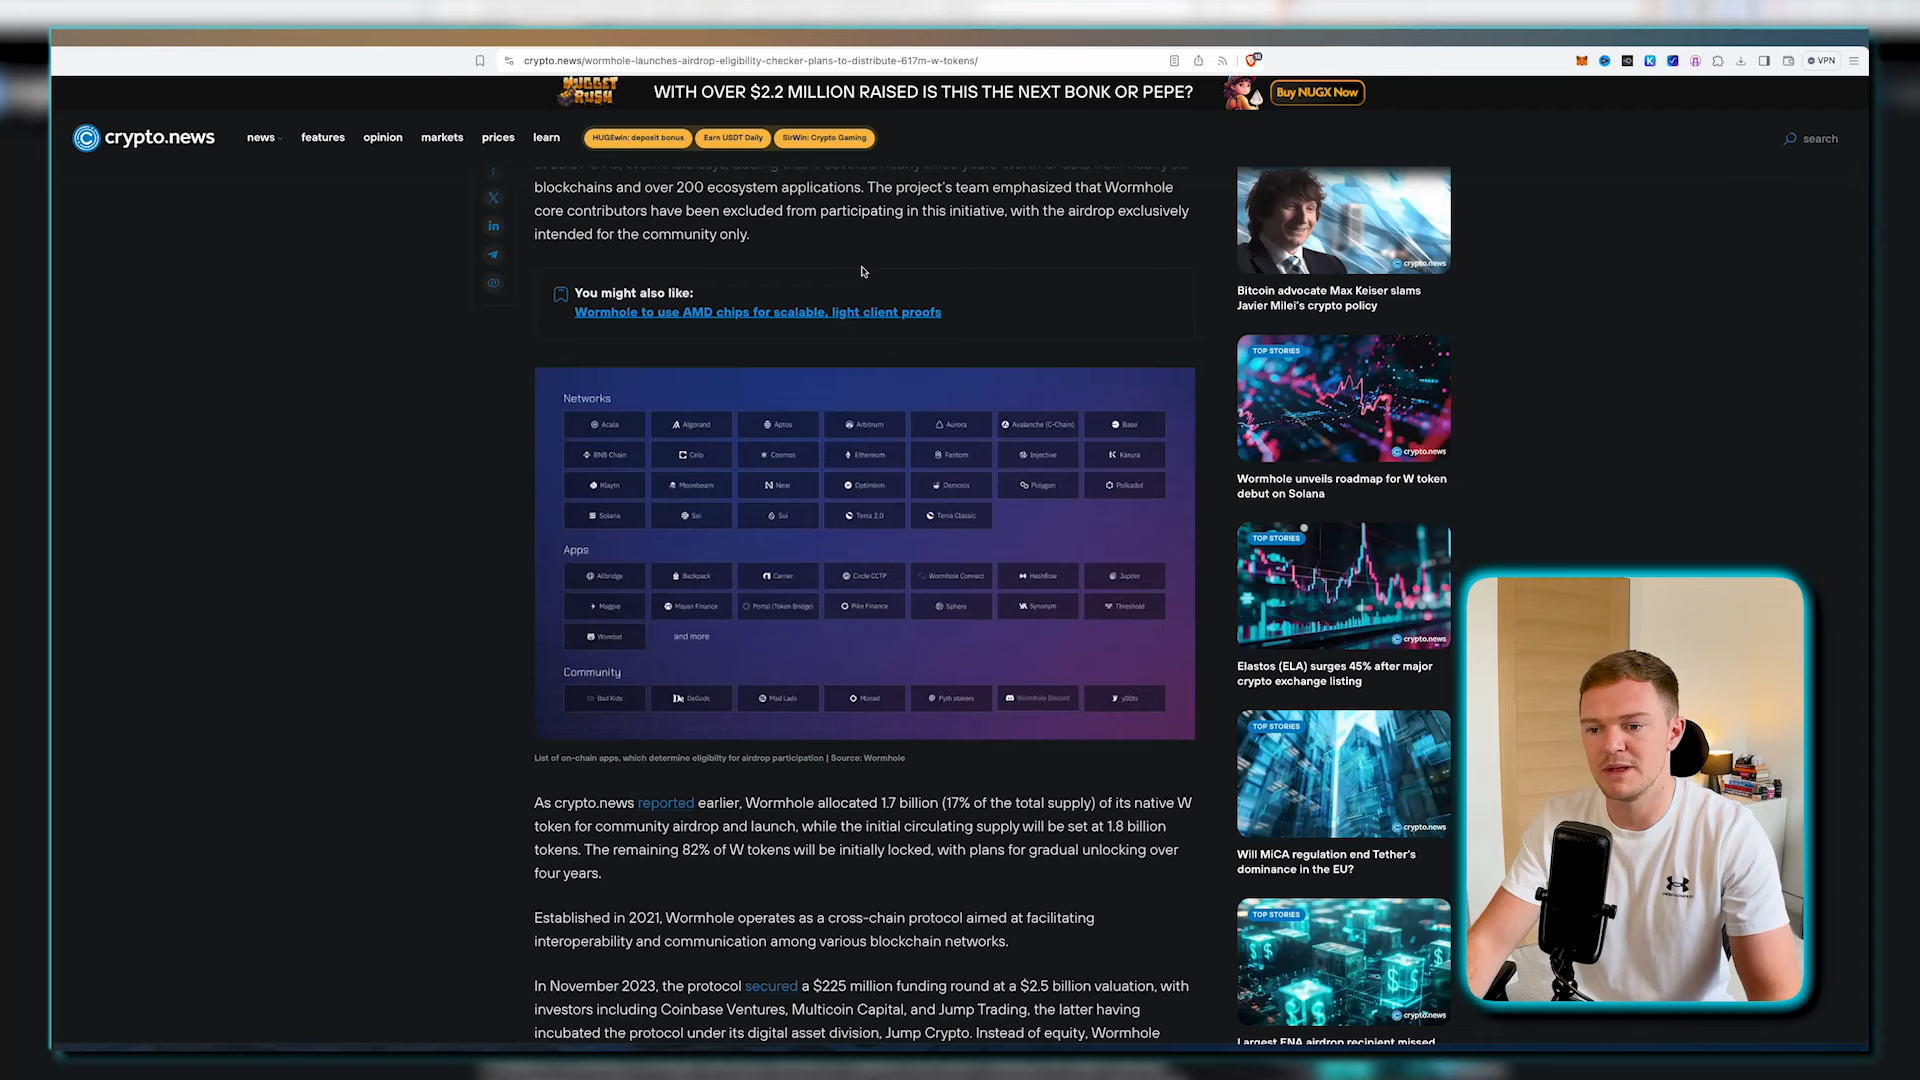 crypto.news/wormhole-launches-airdrop-eligibility-checker-plans-to-distribute-617m-w-tokens/
VPN
NUGGET RUSH
WITH OVER $2.2 MILLION RAISED IS THIS THE NEXT BONK OR PEPE?
Buy NUGX Now
crypto.news
news
features
opinion
markets
prices
learn
HUGEwin: deposit bonus
Earn USDT Daily
SirWin: Crypto Gaming
search
blockchains and over 200 ecosystem applications. The project's team emphasized that Wormhole
core contributors have been excluded from participating in this initiative, with the airdrop exclusively
intended for the community only.
You might also like:
Wormhole to use AMD chips for scalable, light client proofs
Networks
Acala Algorand Aptos Arbitrum Aurora Avalanche (C-Chain) Base
BNB Chain Celo Cosmos Ethereum Fantom Injective Karura
Klaytn Moonbeam Near Optimism Osmosis Polygon Polkadot
Solana Sei Sui Terra 2.0 Terra Classic
Apps
Allbridge Backpack Carrier Circle CCTP Wormhole Connect Hashflow Jupiter
Magpie Mayan Finance Portal (Token Bridge) Pike Finance Sphere Synonym Threshold
Wombat and more
Community
Bad Kids DeGods Mad Lads Monad Pyth stakers Wormhole Discord y00ts
List of on-chain apps, which determine eligibilty for airdrop participation | Source: Wormhole
As crypto.news reported earlier, Wormhole allocated 1.7 billion (17% of the total supply) of its native W
token for community airdrop and launch, while the initial circulating supply will be set at 1.8 billion
tokens. The remaining 82% of W tokens will be initially locked, with plans for gradual unlocking over
four years.
Established in 2021, Wormhole operates as a cross-chain protocol aimed at facilitating
interoperability and communication among various blockchain networks.
In November 2023, the protocol secured a $225 million funding round at a $2.5 billion valuation, with
investors including Coinbase Ventures, Multicoin Capital, and Jump Trading, the latter having
incubated the protocol under its digital asset division, Jump Crypto. Instead of equity, Wormhole
crypto.news
Bitcoin advocate Max Keiser slams
Javier Milei's crypto policy
TOP STORIES
crypto.news
Wormhole unveils roadmap for W token
debut on Solana
TOP STORIES
crypto.news
Elastos (ELA) surges 45% after major
crypto exchange listing
TOP STORIES
crypto.news
Will MiCA regulation end Tether's
dominance in the EU?
TOP STORIES
crypto.news
Largest ENA airdrop recipient missed